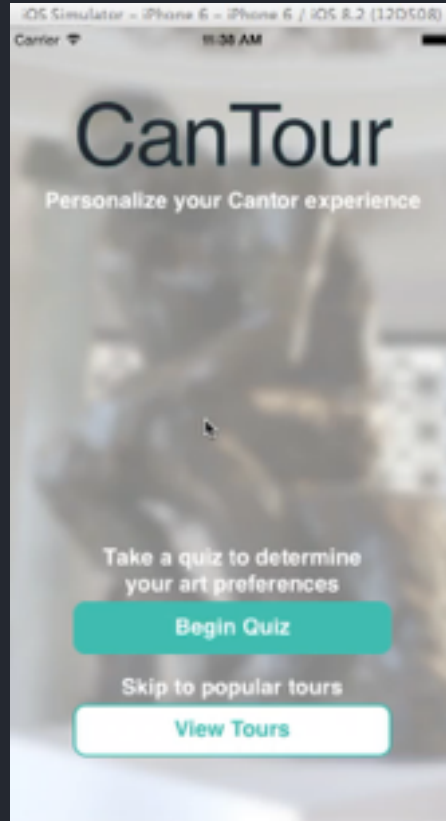 iOS Simulator – iPhone 6 – iPhone 6 / iOS 8.2 (12D508)
Carrier 11:38 AM
CanTour
Personalize your Cantor experience
Take a quiz to determine
your art preferences
Begin Quiz
Skip to popular tours
View Tours